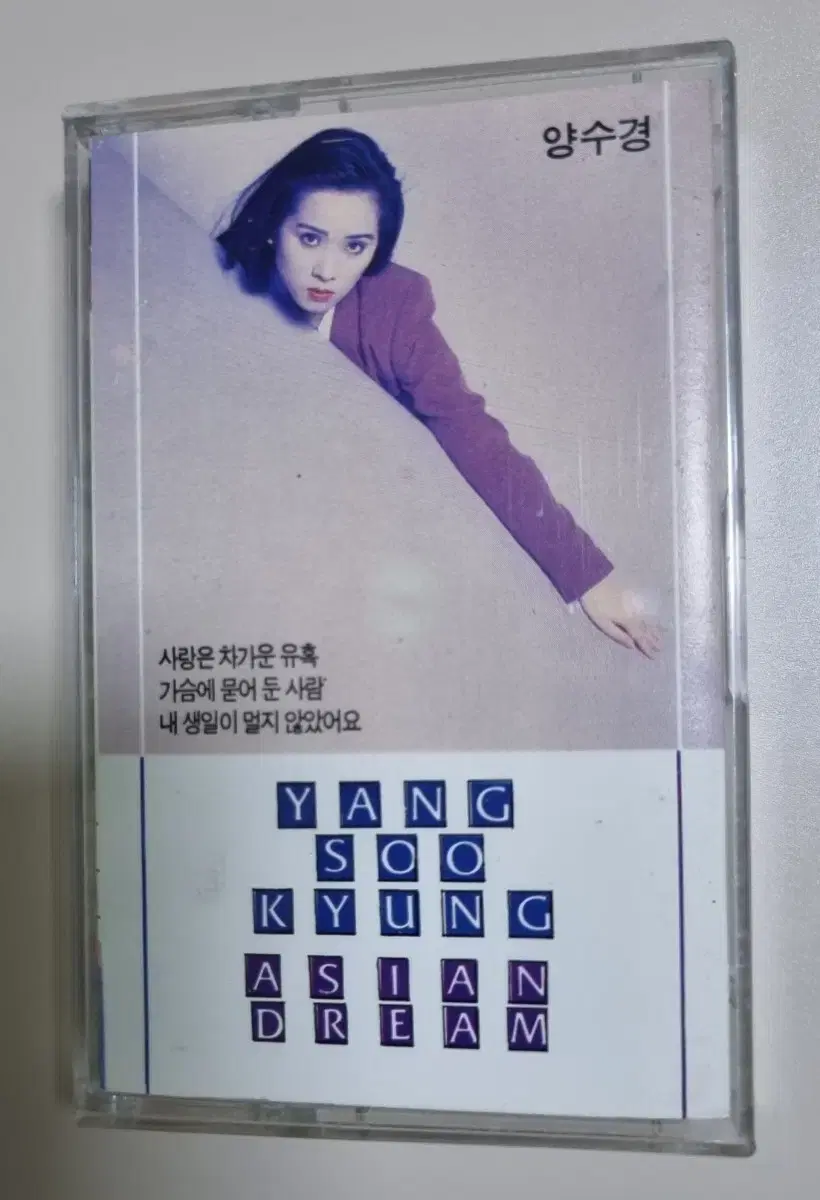 양수경
사랑은 차가운 유혹
가슴에 묻어 둔 사람
내 생일이 멀지 않았어요
YANG
SOO
KYUNG
ASIAN
DREAM